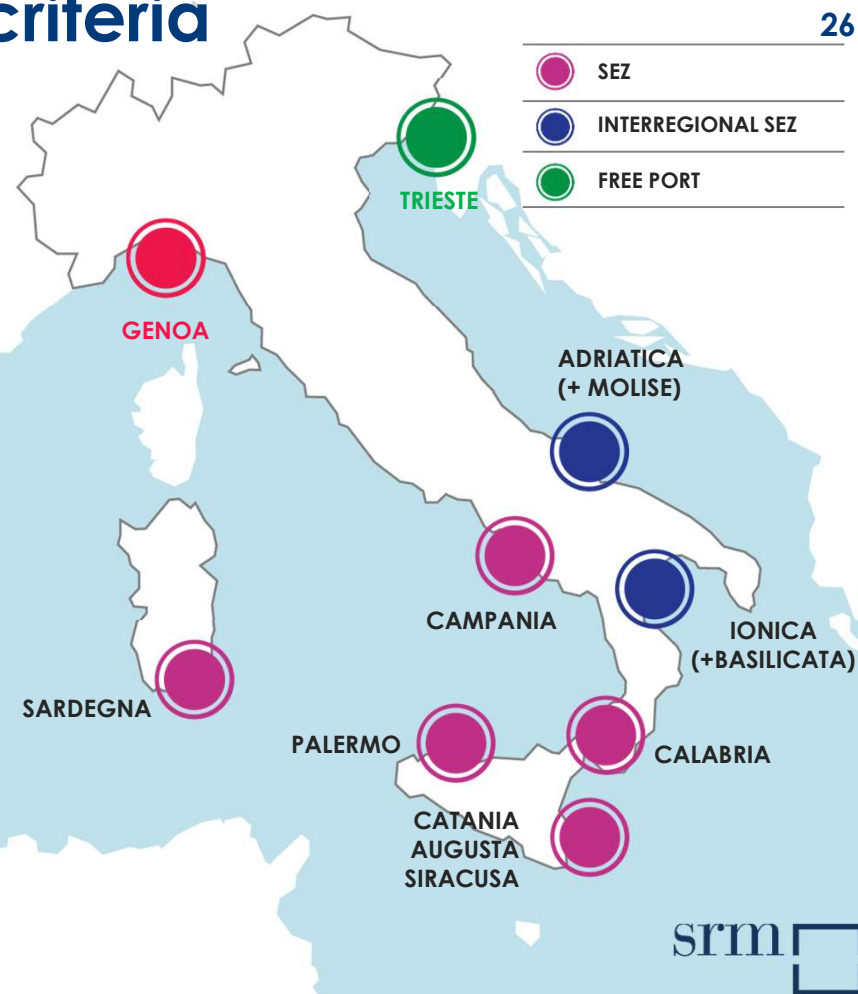 criteria
26
SEZ
INTERREGIONAL SEZ
FREE PORT
TRIESTE
GENOA
ADRIATICA
(+ MOLISE)
CAMPANIA
IONICA
(+BASILICATA)
SARDEGNA
PALERMO
CALABRIA
CATANIA
AUGUSTA
SIRACUSA
srm